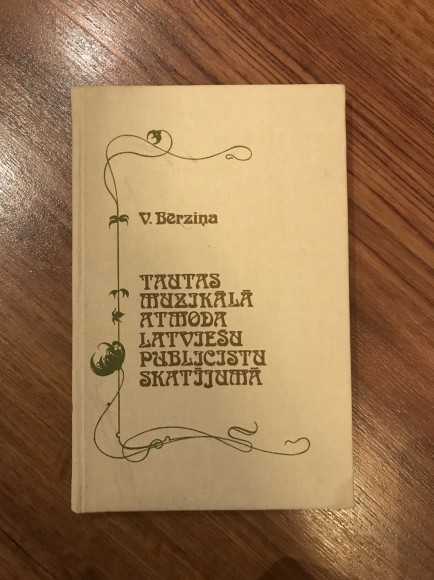 V. Bērziņa
TAUTAS
MUZIKĀLĀ
ATMODA
LATVIEŠU
PUBLICISTU
SKATĪJUMĀ